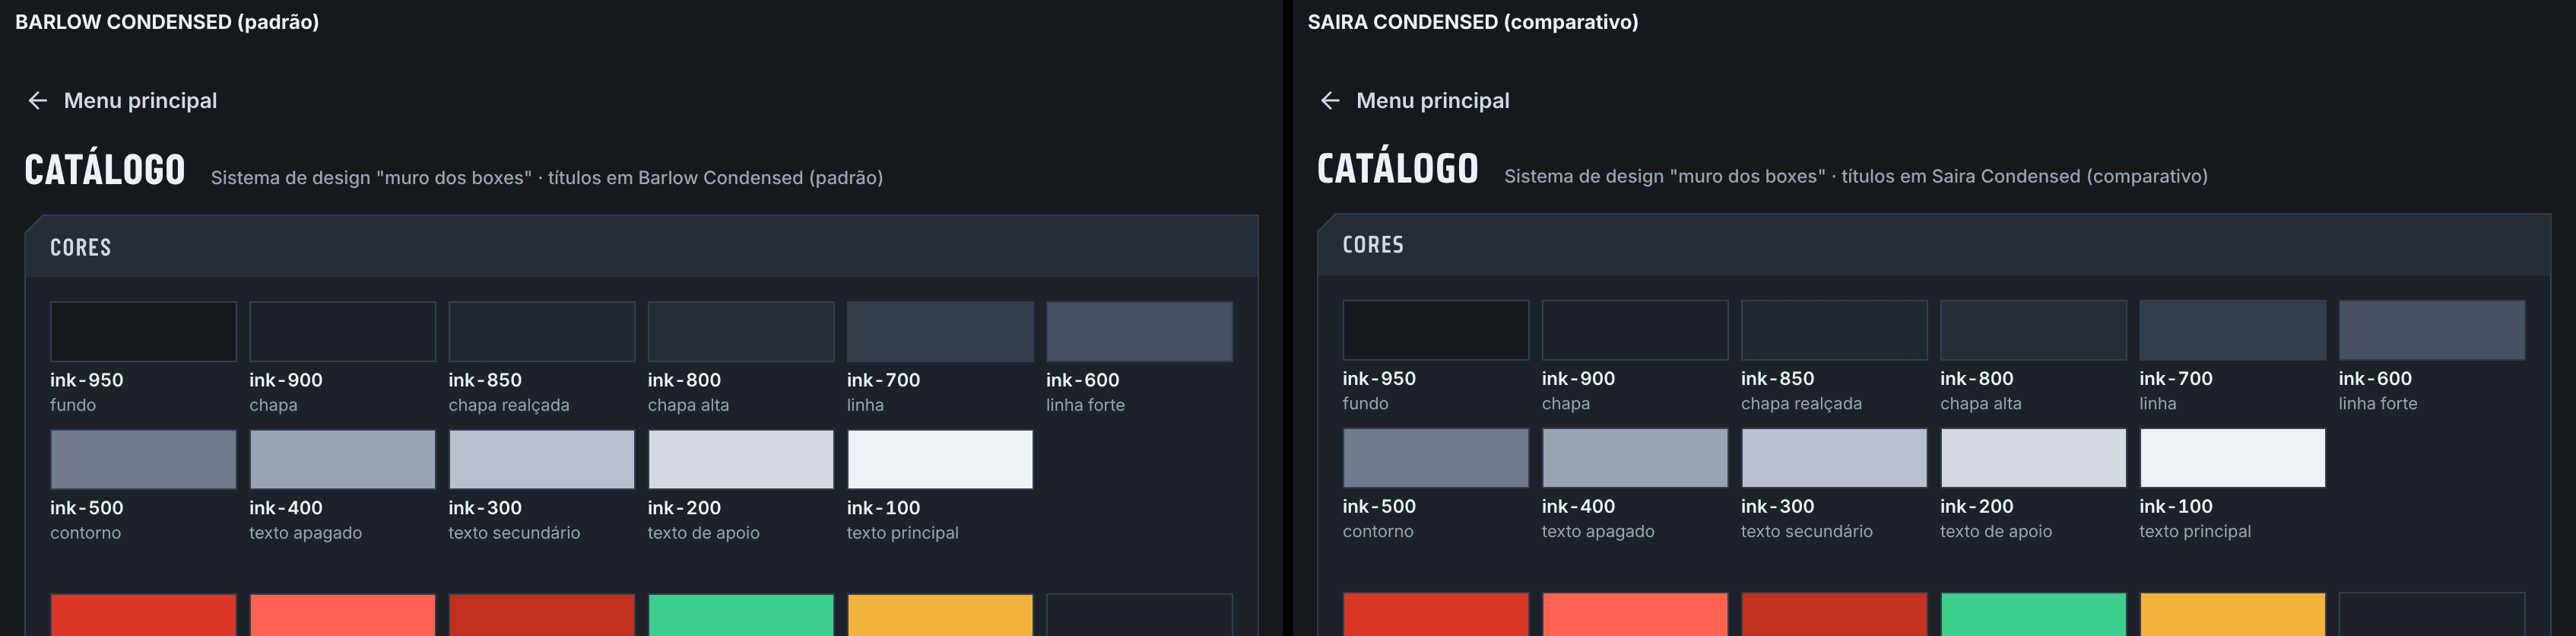 BARLOW CONDENSED (padrão)
← Menu principal
CATÁLOGO Sistema de design "muro dos boxes" · títulos em Barlow Condensed (padrão)
CORES
ink-950 ink-900 ink-850 ink-800 ink-700 ink-600
fundo chapa chapa realçada chapa alta linha linha forte
ink-500 ink-400 ink-300 ink-200 ink-100
contorno texto apagado texto secundário texto de apoio texto principal
SAIRA CONDENSED (comparativo)
← Menu principal
CATÁLOGO Sistema de design "muro dos boxes" · títulos em Saira Condensed (comparativo)
CORES
ink-950 ink-900 ink-850 ink-800 ink-700 ink-600
fundo chapa chapa realçada chapa alta linha linha forte
ink-500 ink-400 ink-300 ink-200 ink-100
contorno texto apagado texto secundário texto de apoio texto principal